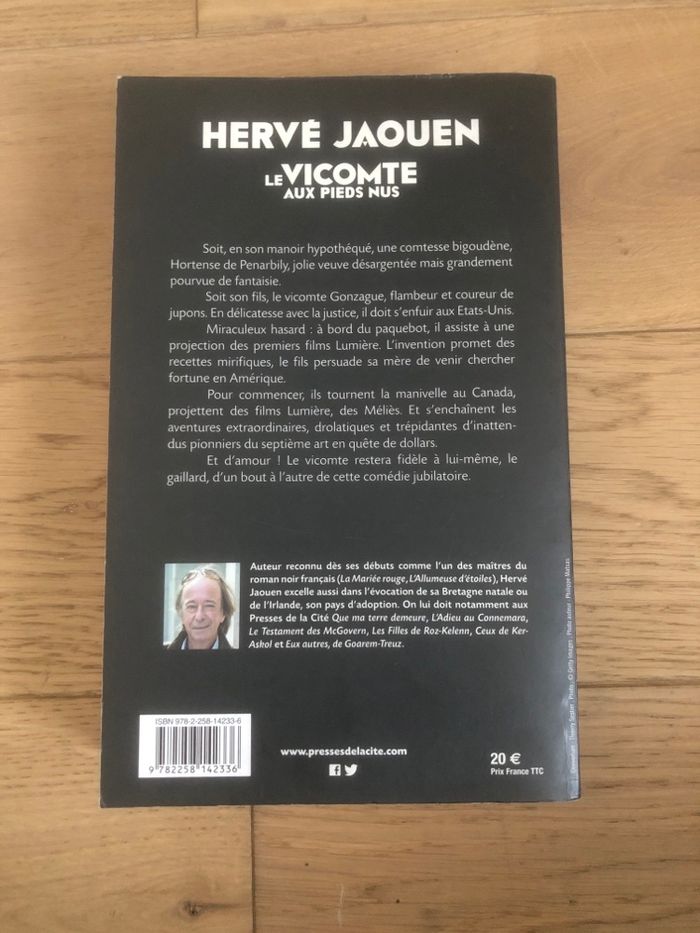 HERVÉ JAOUEN
LE VICOMTE
AUX PIEDS NUS
Soit, en son manoir hypothéqué, une comtesse bigoudène,
Hortense de Penarbily, jolie veuve désargentée mais grandement
pourvue de fantaisie.
Soit son fils, le vicomte Gonzague, flambeur et coureur de
jupons. En délicatesse avec la justice, il doit s'enfuir aux Etats-Unis.
Miraculeux hasard : à bord du paquebot, il assiste à une
projection des premiers films Lumière. L'invention promet des
recettes mirifiques, le fils persuade sa mère de venir chercher
fortune en Amérique.
Pour commencer, ils tournent la manivelle au Canada,
projettent des films Lumière, des Méliès. Et s'enchaînent les
aventures extraordinaires, drolatiques et trépidantes d'inatten-
dus pionniers du septième art en quête de dollars.
Et d'amour ! Le vicomte restera fidèle à lui-même, le
gaillard, d'un bout à l'autre de cette comédie jubilatoire.
Auteur reconnu dès ses débuts comme l'un des maîtres du
roman noir français (La Mariée rouge, L'Allumeuse d'étoiles), Hervé
Jaouen excelle aussi dans l'évocation de sa Bretagne natale ou
de l'Irlande, son pays d'adoption. On lui doit notamment aux
Presses de la Cité Que ma terre demeure, L'Adieu au Connemara,
Le Testament des McGovern, Les Filles de Roz-Kelenn, Ceux de Ker-
Askol et Eux autres, de Goarem-Treuz.
ISBN 978-2-258-14233-6
9 782258 142336
www.pressesdelacite.com
20 €
Prix France TTC
Photo : © Getty Images - Photo auteur : Philippe Matsas